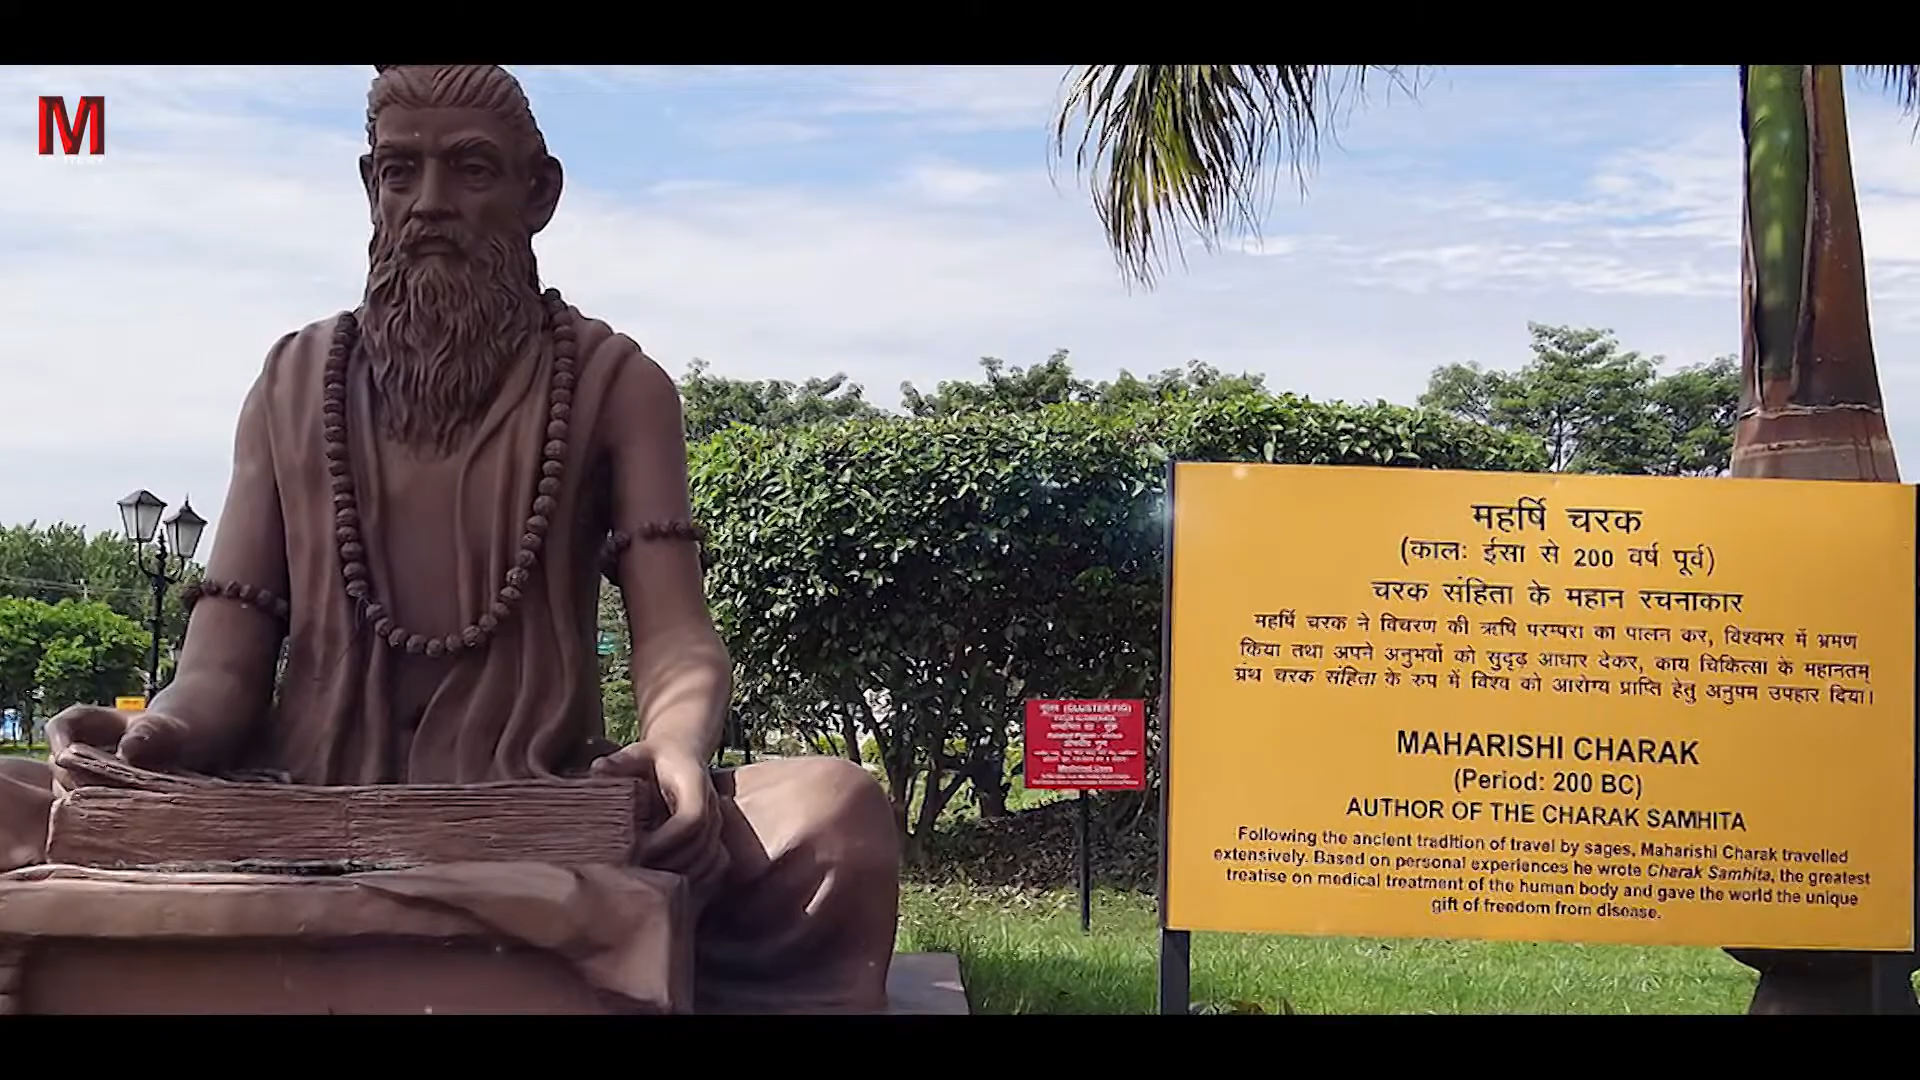 M
महर्षि चरक
(कालः ईसा से 200 वर्ष पूर्व)
चरक संहिता के महान रचनाकार
महर्षि चरक ने विचरण की ऋषि परम्परा का पालन कर, विश्वभर में भ्रमण
किया तथा अपने अनुभवों को सुदृढ़ आधार देकर, काय चिकित्सा के महानतम्
ग्रंथ चरक संहिता के रुप में विश्व को आरोग्य प्राप्ति हेतु अनुपम उपहार दिया।
MAHARISHI CHARAK
(Period: 200 BC)
AUTHOR OF THE CHARAK SAMHITA
Following the ancient tradition of travel by sages, Maharishi Charak travelled
extensively. Based on personal experiences he wrote Charak Samhita, the greatest
treatise on medical treatment of the human body and gave the world the unique
gift of freedom from disease.
(CLUSTER FIG)
Medicinal Uses